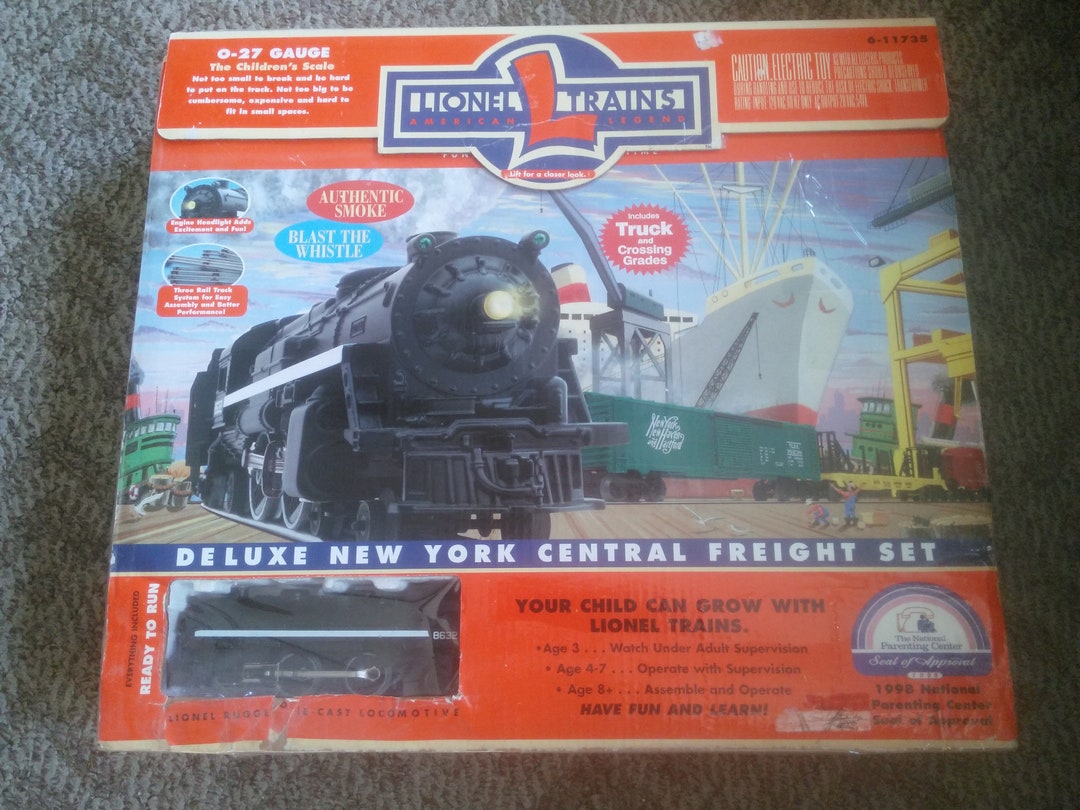 O-27 GAUGE
The Children's Scale
Not too small to break and be hard
to put on the track. Not too big to be
cumbersome, expensive and hard to
fit in small spaces.
LIONEL L TRAINS
AMERICAN LEGEND
Lift for a closer look.
6-11735
CAUTION, ELECTRIC TOY
Engine Headlight Adds
Excitement and Fun!
AUTHENTIC
SMOKE
BLAST THE
WHISTLE
Three Rail Track
System for Easy
Assembly and Better
Performance!
Includes
Truck
and
Crossing
Grades
New York
New Haven
and Hartford
DELUXE NEW YORK CENTRAL FREIGHT SET
EVERYTHING INCLUDED
READY TO RUN
8632
LIONEL RUGGED DIE-CAST LOCOMOTIVE
YOUR CHILD CAN GROW WITH
LIONEL TRAINS.
• Age 3 . . . Watch Under Adult Supervision
• Age 4-7 . . . Operate with Supervision
• Age 8+ . . . Assemble and Operate
HAVE FUN AND LEARN!
The National
Parenting Center
Seal of Approval
1998
1998 National
Parenting Center
Seal of Approval